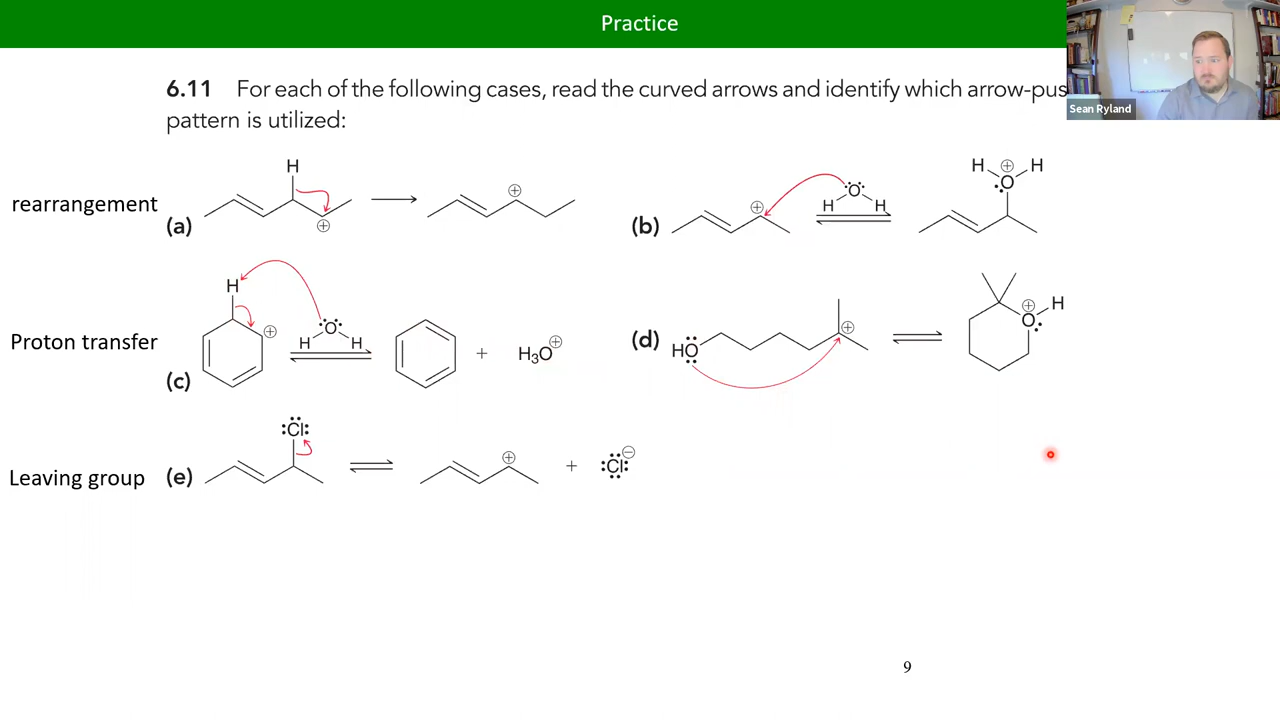 Practice
6.11 For each of the following cases, read the curved arrows and identify which arrow-pus
pattern is utilized:
Sean Ryland
rearrangement
(a)
H
⊕
⊕
(b)
⊕
O
H H
H ⊕ H
O
Proton transfer
(c)
H
⊕
O
H H
+
H3O⊕
(d)
HO
⊕
⊕ H
O
Leaving group
(e)
:Cl:
⊕
+
:Cl:⊖
9